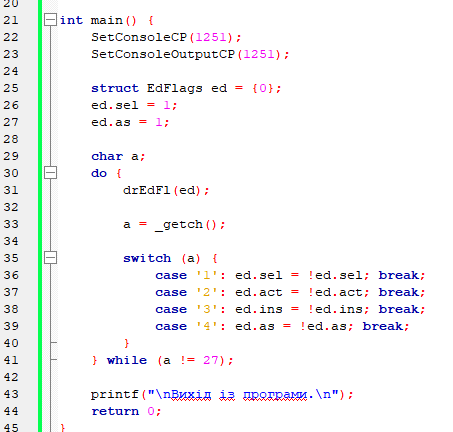 20
21 int main() {
22 SetConsoleCP(1251);
23 SetConsoleOutputCP(1251);
24
25 struct EdFlags ed = {0};
26 ed.sel = 1;
27 ed.as = 1;
28
29 char a;
30 do {
31 drEdFl(ed);
32
33 a = _getch();
34
35 switch (a) {
36 case '1': ed.sel = !ed.sel; break;
37 case '2': ed.act = !ed.act; break;
38 case '3': ed.ins = !ed.ins; break;
39 case '4': ed.as = !ed.as; break;
40 }
41 } while (a != 27);
42
43 printf("\nВихід із програми.\n");
44 return 0;
45 }